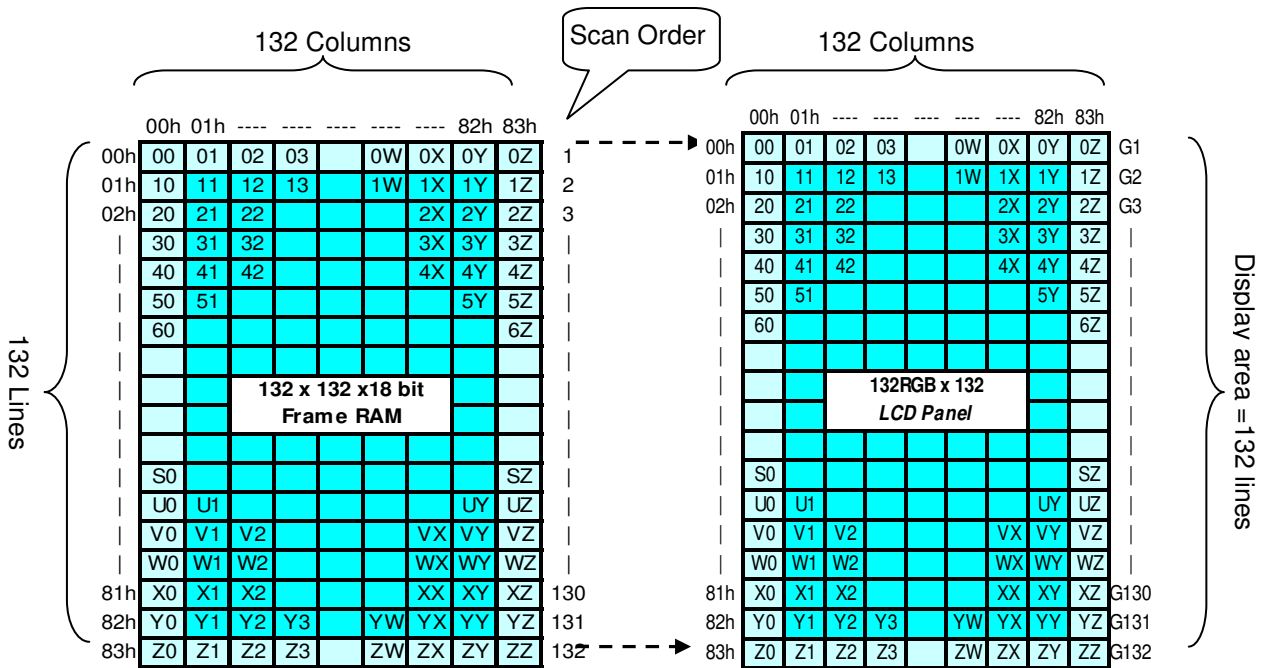 132 Columns
Scan Order
132 Columns
00h 01h ---- ---- ---- ---- ---- 82h 83h
00h 00 01 02 03 0W 0X 0Y 0Z 1
01h 10 11 12 13 1W 1X 1Y 1Z 2
02h 20 21 22 2X 2Y 2Z 3
30 31 32 3X 3Y 3Z
40 41 42 4X 4Y 4Z
50 51 5Y 5Z
60 6Z
132 x 132 x18 bit
Frame RAM
S0 SZ
U0 U1 UY UZ
V0 V1 V2 VX VY VZ
W0 W1 W2 WX WY WZ
81h X0 X1 X2 XX XY XZ 130
82h Y0 Y1 Y2 Y3 YW YX YY YZ 131
83h Z0 Z1 Z2 Z3 ZW ZX ZY ZZ 132
132 Lines
00h 01h ---- ---- ---- ---- ---- 82h 83h
00h 00 01 02 03 0W 0X 0Y 0Z G1
01h 10 11 12 13 1W 1X 1Y 1Z G2
02h 20 21 22 2X 2Y 2Z G3
30 31 32 3X 3Y 3Z
40 41 42 4X 4Y 4Z
50 51 5Y 5Z
60 6Z
132RGB x 132
LCD Panel
S0 SZ
U0 U1 UY UZ
V0 V1 V2 VX VY VZ
W0 W1 W2 WX WY WZ
81h X0 X1 X2 XX XY XZ G130
82h Y0 Y1 Y2 Y3 YW YX YY YZ G131
83h Z0 Z1 Z2 Z3 ZW ZX ZY ZZ G132
Display area =132 lines